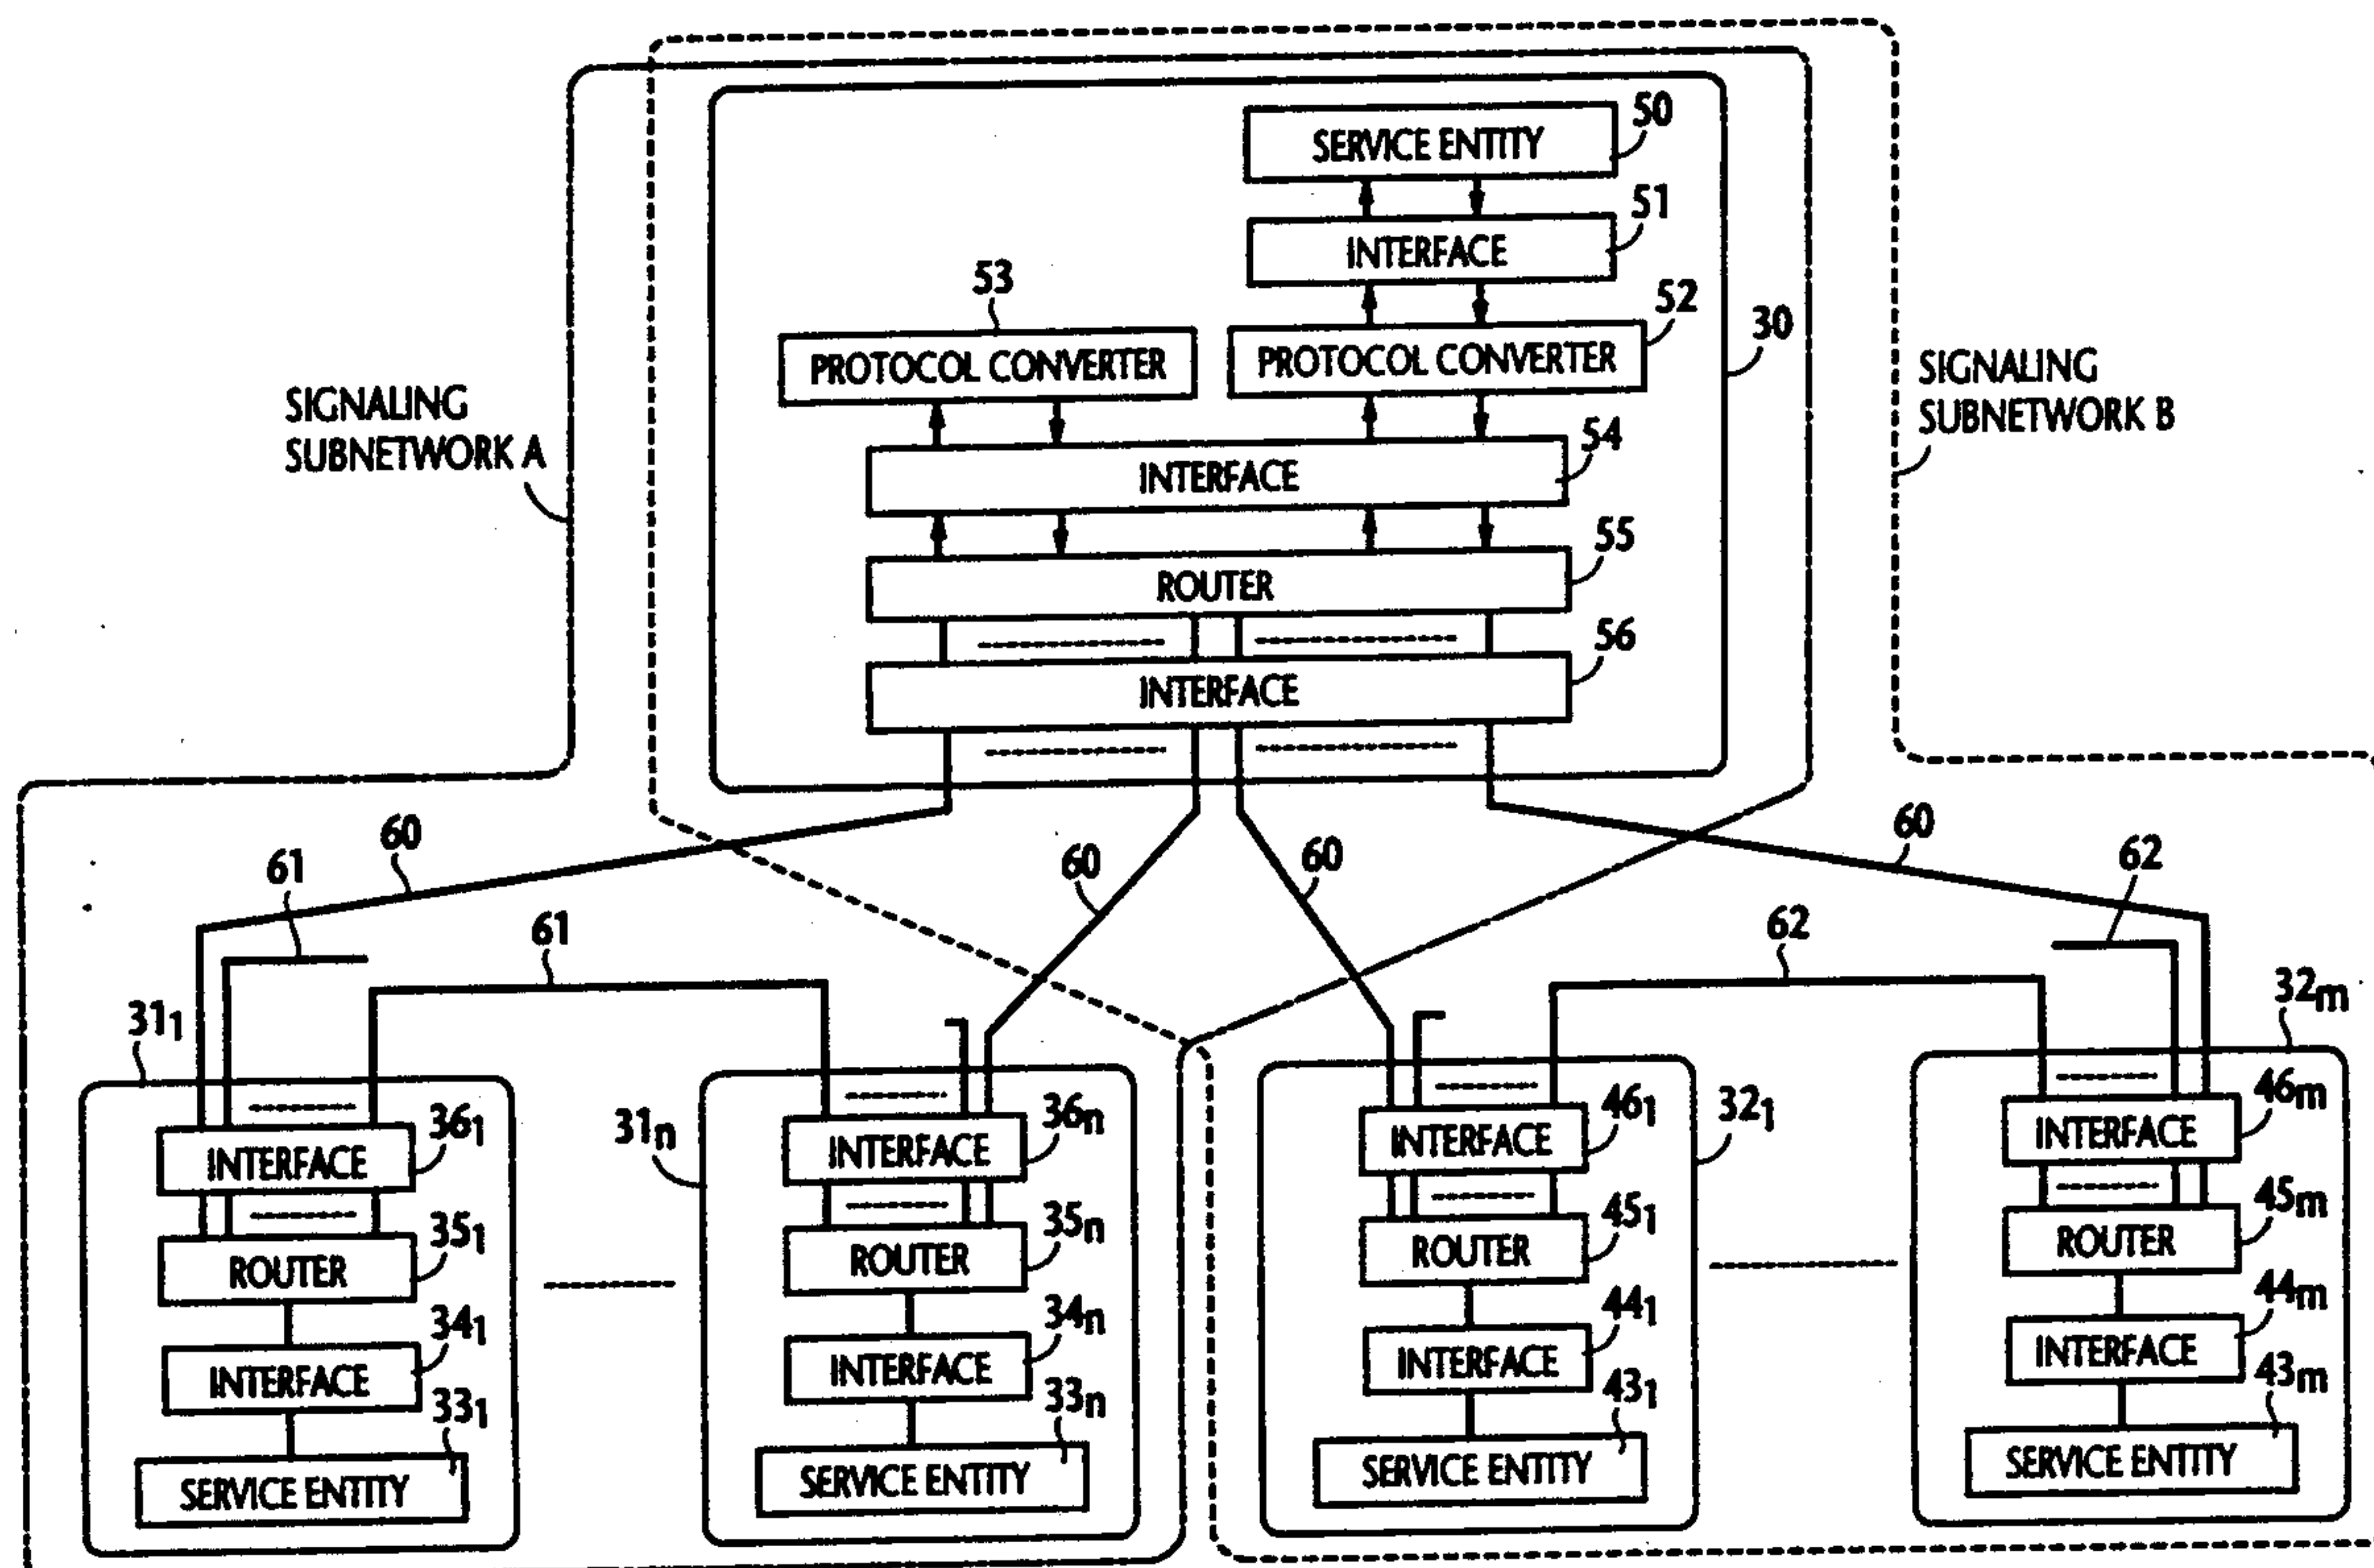 50
SERVICE ENTITY
51
INTERFACE
53
52
PROTOCOL CONVERTER
PROTOCOL CONVERTER
30
SIGNALING
SUBNETWORK A
SIGNALING
SUBNETWORK B
54
INTERFACE
55
ROUTER
56
INTERFACE
60
60
60
60
61
62
61
62
31₁
32ₘ
31ₙ
36₁
INTERFACE
36ₙ
INTERFACE
46₁
INTERFACE
32₁
46ₘ
INTERFACE
35₁
ROUTER
35ₙ
ROUTER
45₁
ROUTER
45ₘ
ROUTER
34₁
INTERFACE
34ₙ
INTERFACE
44₁
INTERFACE
44ₘ
INTERFACE
33₁
SERVICE ENTITY
33ₙ
SERVICE ENTITY
43₁
SERVICE ENTITY
43ₘ
SERVICE ENTITY